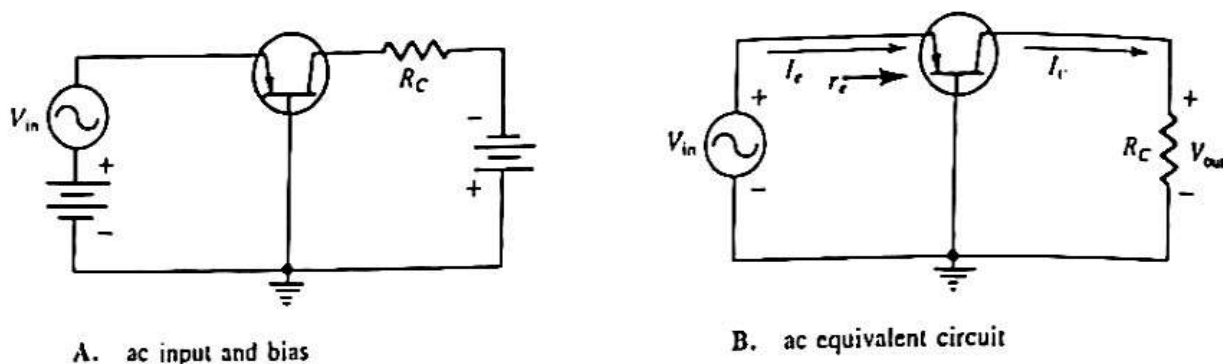 R_C
V_in
+
−
−
+
A. ac input and bias
I_e
r_e
I_c
+
V_in
−
+
R_C
V_out
−
B. ac equivalent circuit